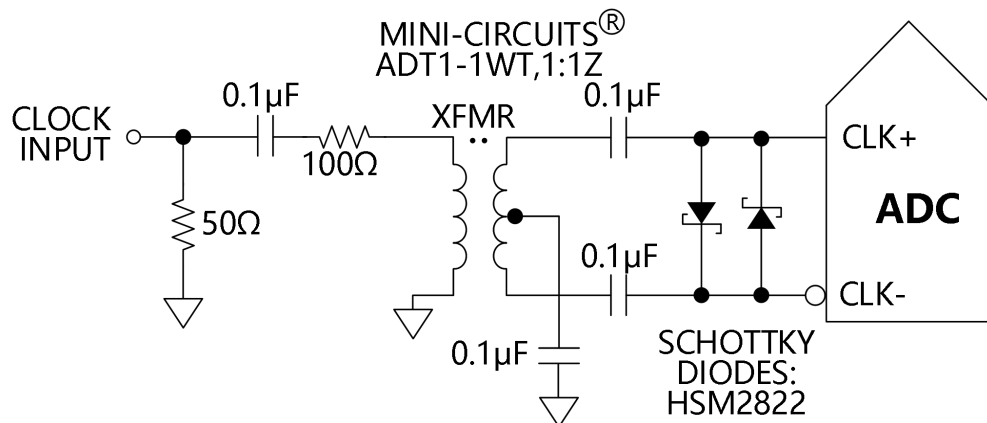 MINI-CIRCUITS®
ADT1-1WT,1:1Z
0.1µF
0.1µF
CLOCK
INPUT
XFMR
CLK+
100Ω
ADC
50Ω
0.1µF
CLK-
0.1µF
SCHOTTKY
DIODES:
HSM2822